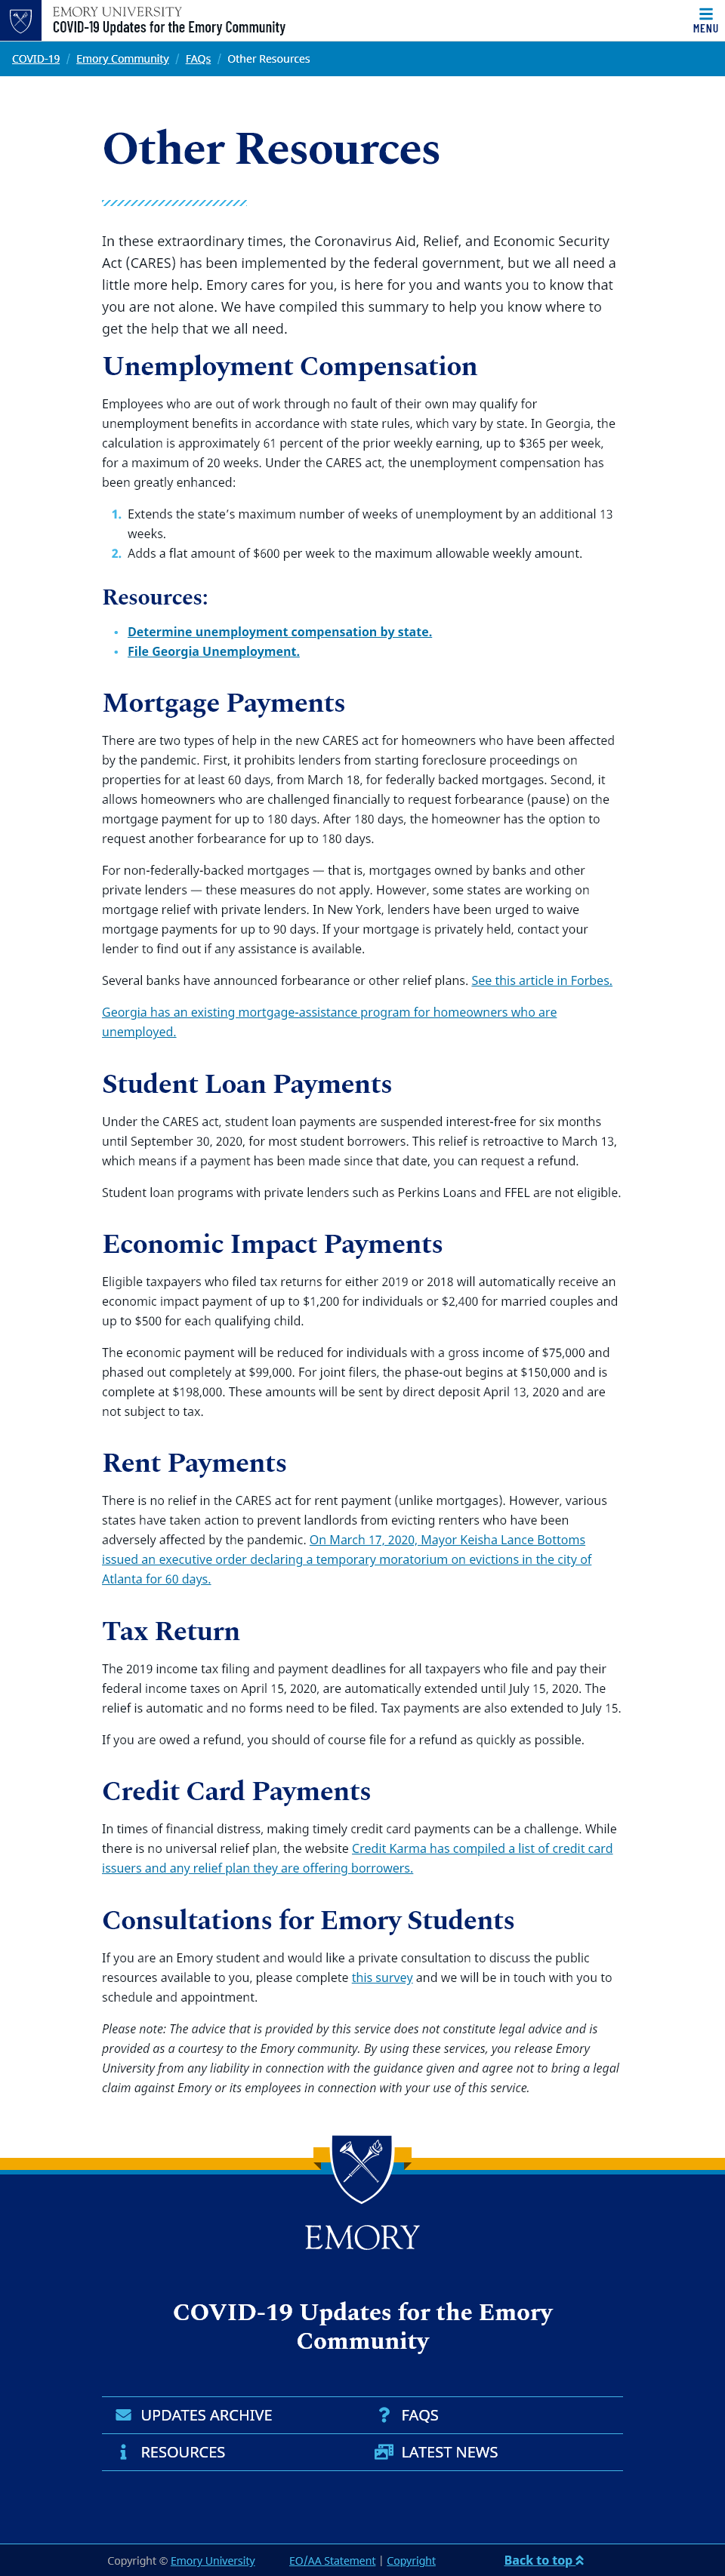 EMORY UNIVERSITY
COVID-19 Updates for the Emory Community
MENU
COVID-19 / Emory Community / FAQs / Other Resources
Other Resources
In these extraordinary times, the Coronavirus Aid, Relief, and Economic Security
Act (CARES) has been implemented by the federal government, but we all need a
little more help. Emory cares for you, is here for you and wants you to know that
you are not alone. We have compiled this summary to help you know where to
get the help that we all need.
Unemployment Compensation
Employees who are out of work through no fault of their own may qualify for
unemployment benefits in accordance with state rules, which vary by state. In Georgia, the
calculation is approximately 61 percent of the prior weekly earning, up to $365 per week,
for a maximum of 20 weeks. Under the CARES act, the unemployment compensation has
been greatly enhanced:
1. Extends the state's maximum number of weeks of unemployment by an additional 13
weeks.
2. Adds a flat amount of $600 per week to the maximum allowable weekly amount.
Resources:
• Determine unemployment compensation by state.
• File Georgia Unemployment.
Mortgage Payments
There are two types of help in the new CARES act for homeowners who have been affected
by the pandemic. First, it prohibits lenders from starting foreclosure proceedings on
properties for at least 60 days, from March 18, for federally backed mortgages. Second, it
allows homeowners who are challenged financially to request forbearance (pause) on the
mortgage payment for up to 180 days. After 180 days, the homeowner has the option to
request another forbearance for up to 180 days.
For non-federally-backed mortgages — that is, mortgages owned by banks and other
private lenders — these measures do not apply. However, some states are working on
mortgage relief with private lenders. In New York, lenders have been urged to waive
mortgage payments for up to 90 days. If your mortgage is privately held, contact your
lender to find out if any assistance is available.
Several banks have announced forbearance or other relief plans. See this article in Forbes.
Georgia has an existing mortgage-assistance program for homeowners who are
unemployed.
Student Loan Payments
Under the CARES act, student loan payments are suspended interest-free for six months
until September 30, 2020, for most student borrowers. This relief is retroactive to March 13,
which means if a payment has been made since that date, you can request a refund.
Student loan programs with private lenders such as Perkins Loans and FFEL are not eligible.
Economic Impact Payments
Eligible taxpayers who filed tax returns for either 2019 or 2018 will automatically receive an
economic impact payment of up to $1,200 for individuals or $2,400 for married couples and
up to $500 for each qualifying child.
The economic payment will be reduced for individuals with a gross income of $75,000 and
phased out completely at $99,000. For joint filers, the phase-out begins at $150,000 and is
complete at $198,000. These amounts will be sent by direct deposit April 13, 2020 and are
not subject to tax.
Rent Payments
There is no relief in the CARES act for rent payment (unlike mortgages). However, various
states have taken action to prevent landlords from evicting renters who have been
adversely affected by the pandemic. On March 17, 2020, Mayor Keisha Lance Bottoms
issued an executive order declaring a temporary moratorium on evictions in the city of
Atlanta for 60 days.
Tax Return
The 2019 income tax filing and payment deadlines for all taxpayers who file and pay their
federal income taxes on April 15, 2020, are automatically extended until July 15, 2020. The
relief is automatic and no forms need to be filed. Tax payments are also extended to July 15.
If you are owed a refund, you should of course file for a refund as quickly as possible.
Credit Card Payments
In times of financial distress, making timely credit card payments can be a challenge. While
there is no universal relief plan, the website Credit Karma has compiled a list of credit card
issuers and any relief plan they are offering borrowers.
Consultations for Emory Students
If you are an Emory student and would like a private consultation to discuss the public
resources available to you, please complete this survey and we will be in touch with you to
schedule and appointment.
Please note: The advice that is provided by this service does not constitute legal advice and is
provided as a courtesy to the Emory community. By using these services, you release Emory
University from any liability in connection with the guidance given and agree not to bring a legal
claim against Emory or its employees in connection with your use of this service.
EMORY
COVID-19 Updates for the Emory
Community
UPDATES ARCHIVE
FAQS
RESOURCES
LATEST NEWS
Copyright © Emory University
EO/AA Statement | Copyright
Back to top